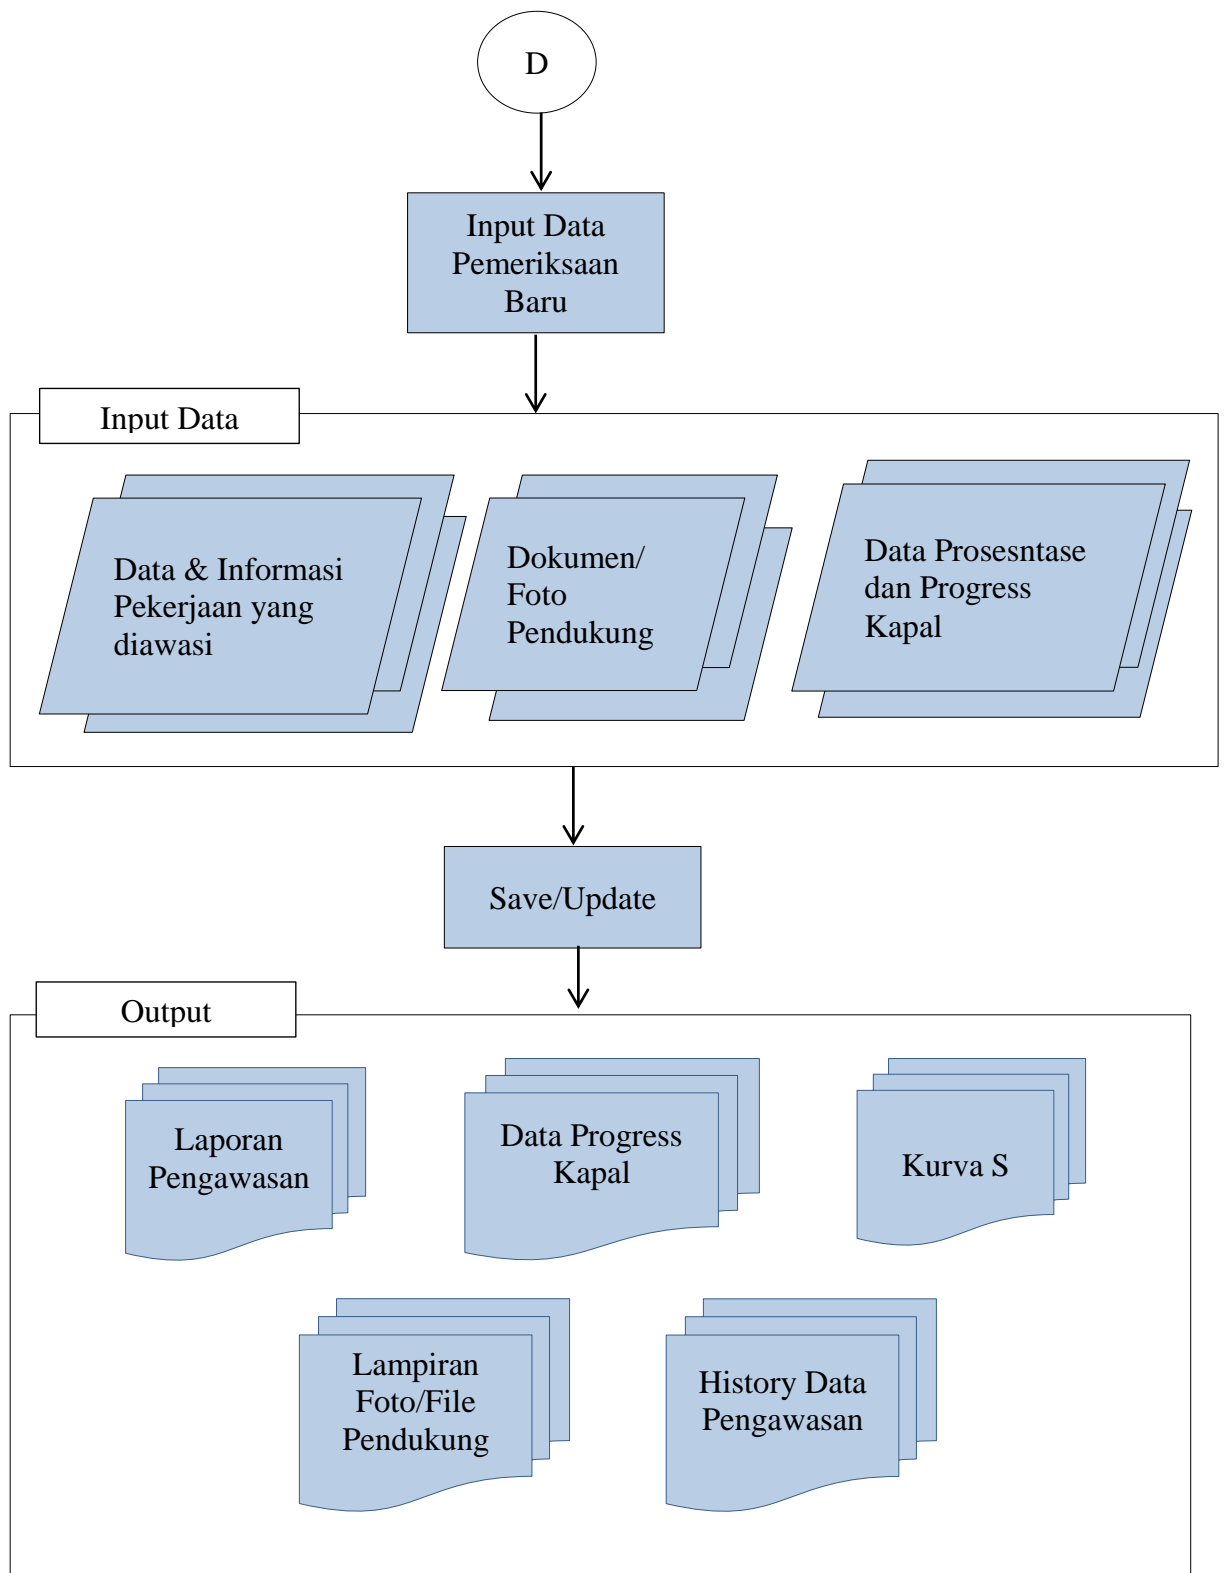 D
Input Data
Pemeriksaan
Baru
Input Data
Data & Informasi
Pekerjaan yang
diawasi
Dokumen/
Foto
Pendukung
Data Prosesntase
dan Progress
Kapal
Save/Update
Output
Laporan
Pengawasan
Data Progress
Kapal
Kurva S
Lampiran
Foto/File
Pendukung
History Data
Pengawasan